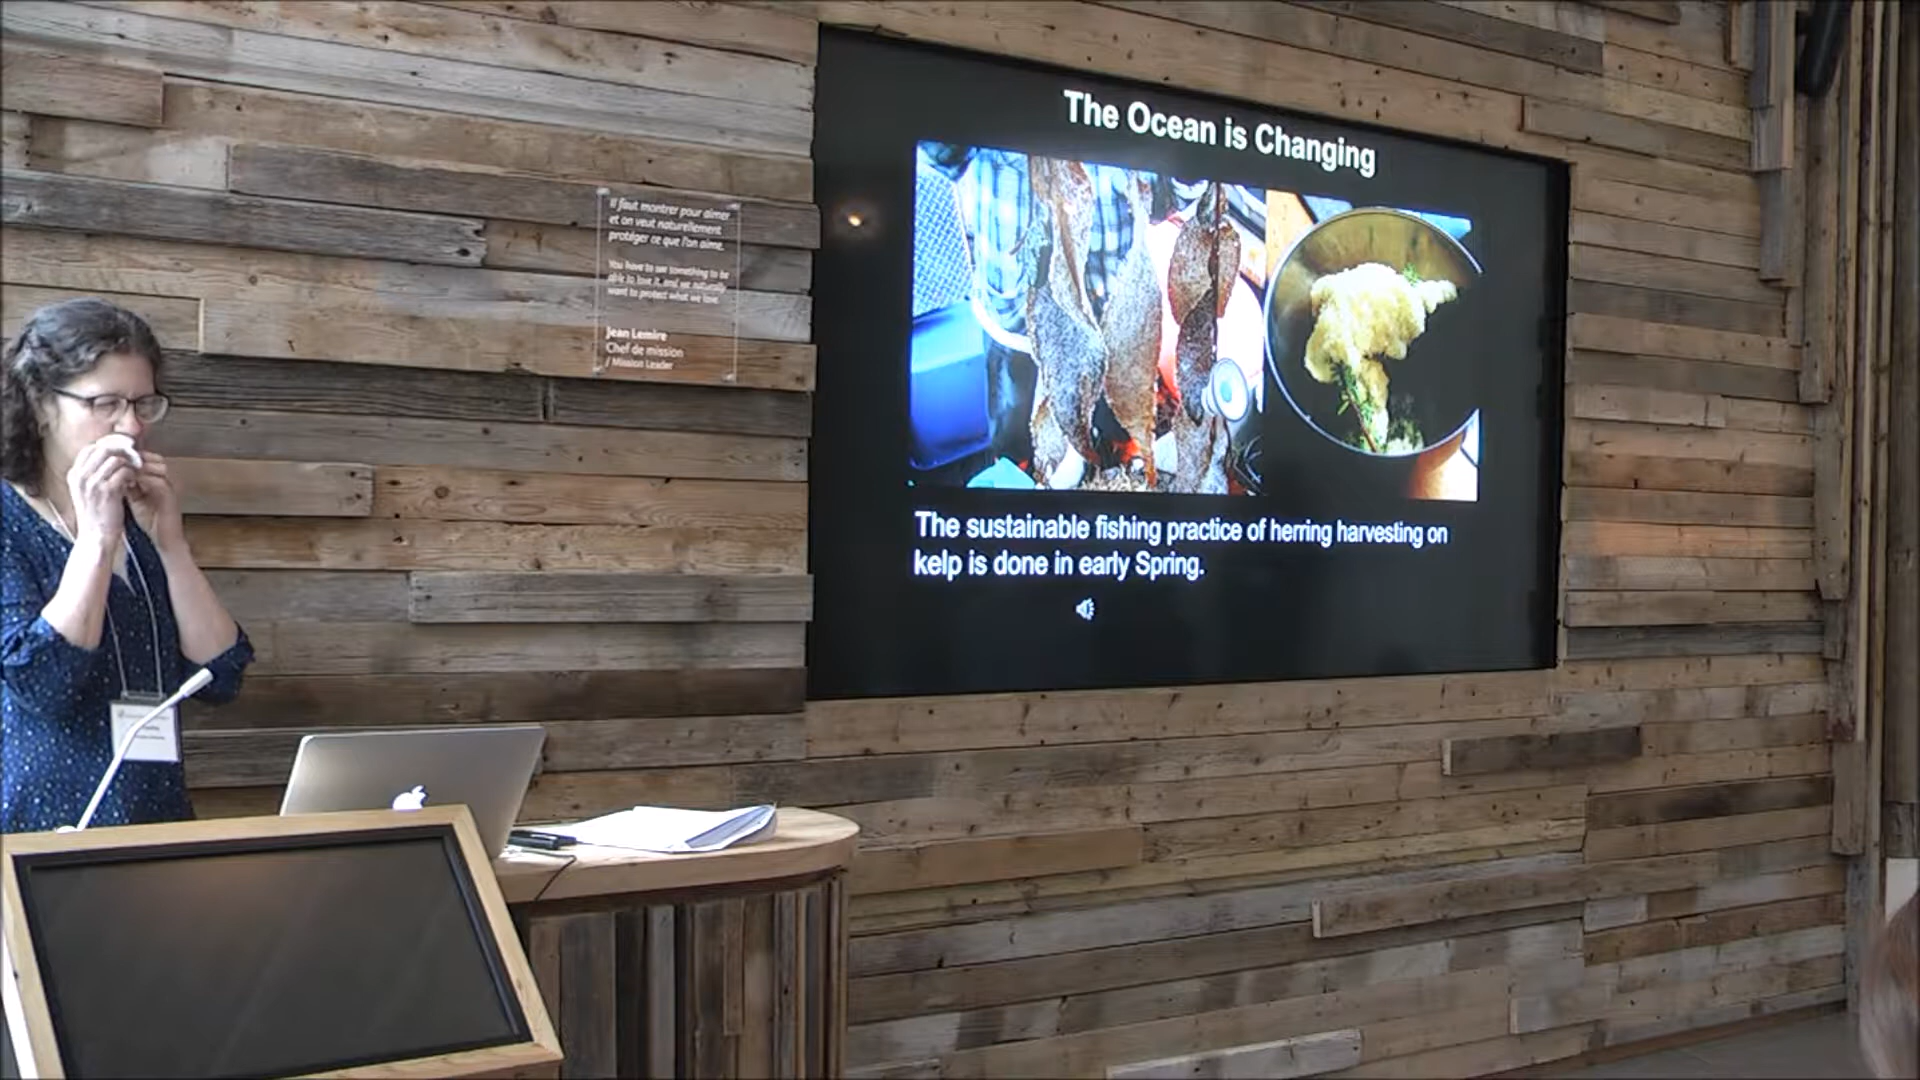 The Ocean is Changing
The sustainable fishing practice of herring harvesting on
kelp is done in early Spring.
Il faut montrer pour aimer
et on veut naturellement
protéger ce que l'on aime.
You have to see something to be
able to love it, and we naturally
want to protect what we love.
Jean Lemire
Chef de mission
/ Mission Leader